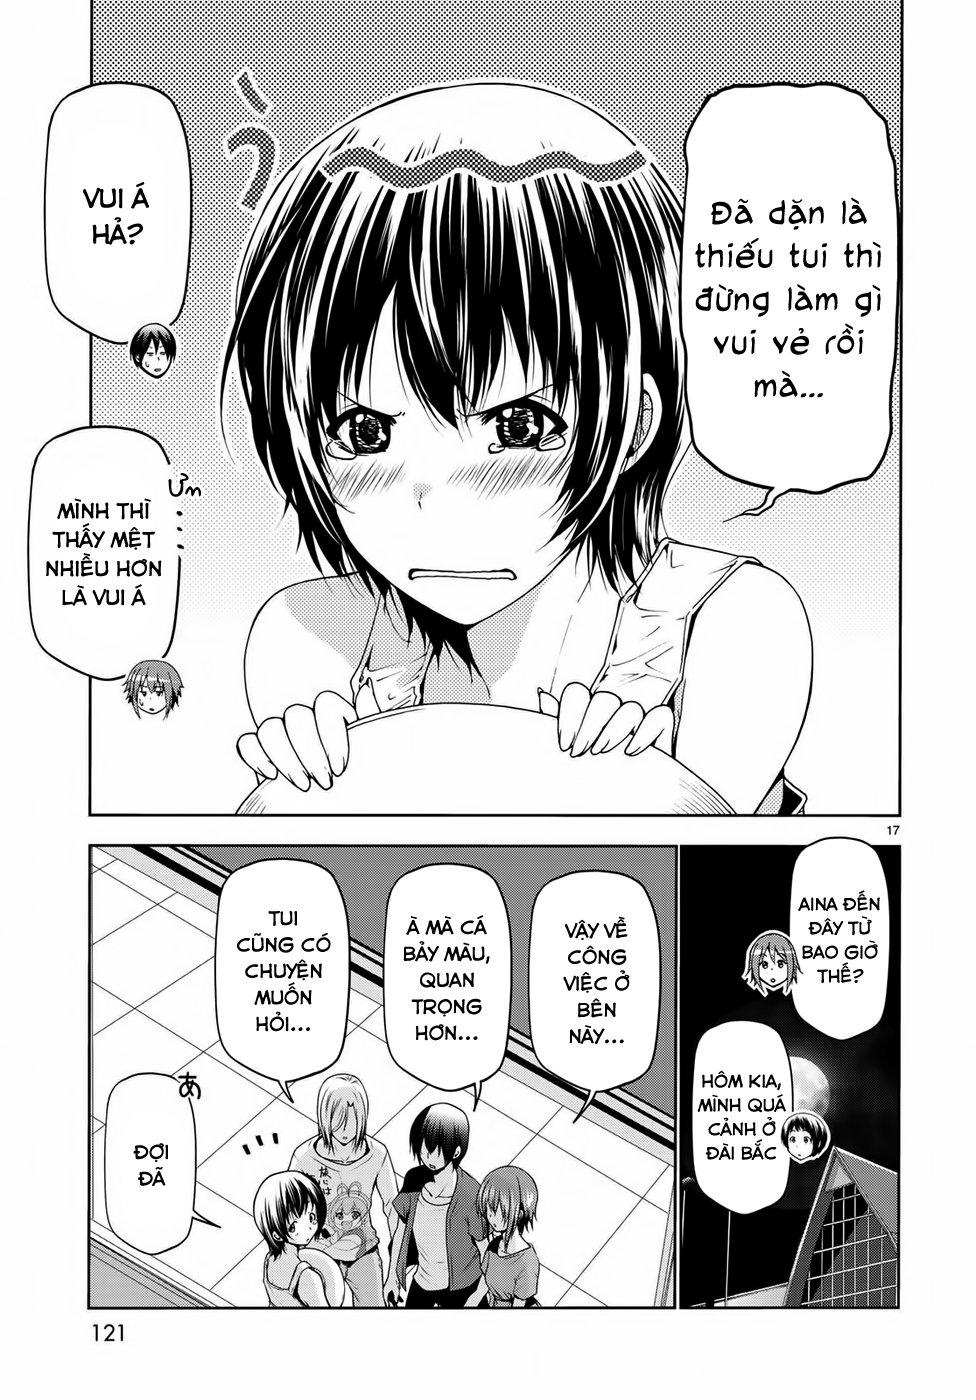 Đã dặn là
thiếu tui thì
đừng làm gì
vui vẻ rồi
mà...
VUI Á
HẢ?
Ưm
MÌNH THÌ
THẤY MỆT
NHIỀU HƠN
LÀ VUI Á
17
AINA ĐẾN
ĐÂY TỪ
BAO GIỜ
THẾ?
HÔM KIA,
MÌNH QUÁ
CẢNH Ở
ĐÀI BẮC
VẬY VỀ
CÔNG
VIỆC Ở
BÊN
NÀY...
À MÀ CÁ
BẢY MÀU,
QUAN
TRỌNG
HƠN...
TUI
CŨNG CÓ
CHUYỆN
MUỐN
HỎI...
あ
ĐỢI
ĐÃ
121